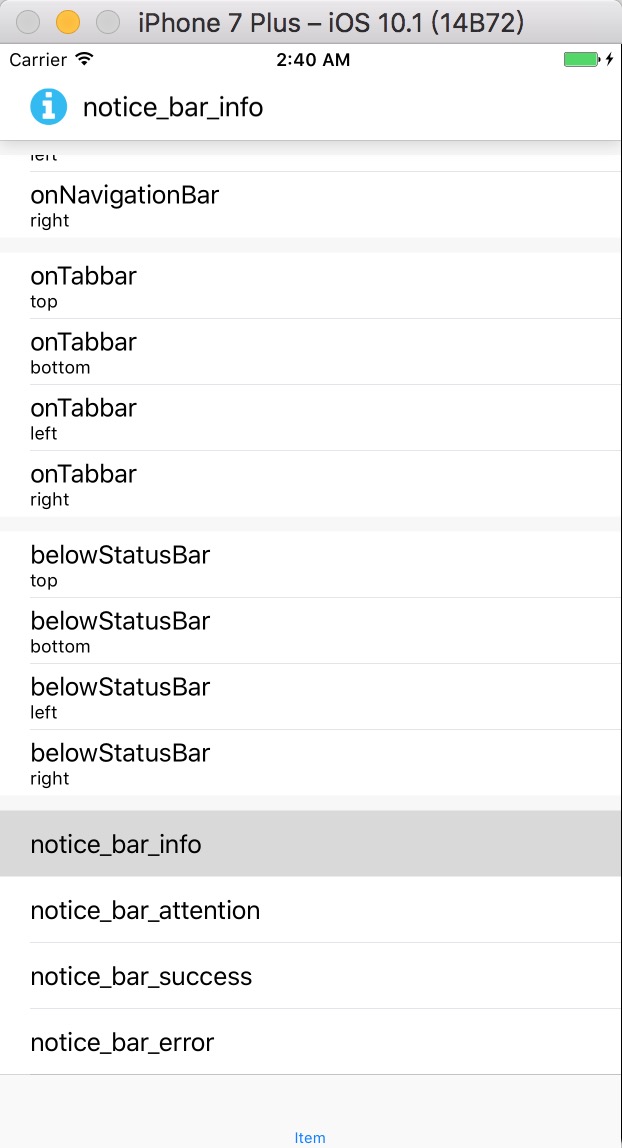 iPhone 7 Plus – iOS 10.1 (14B72)
Carrier 2:40 AM
notice_bar_info
left
onNavigationBar
right
onTabbar
top
onTabbar
bottom
onTabbar
left
onTabbar
right
belowStatusBar
top
belowStatusBar
bottom
belowStatusBar
left
belowStatusBar
right
notice_bar_info
notice_bar_attention
notice_bar_success
notice_bar_error
Item